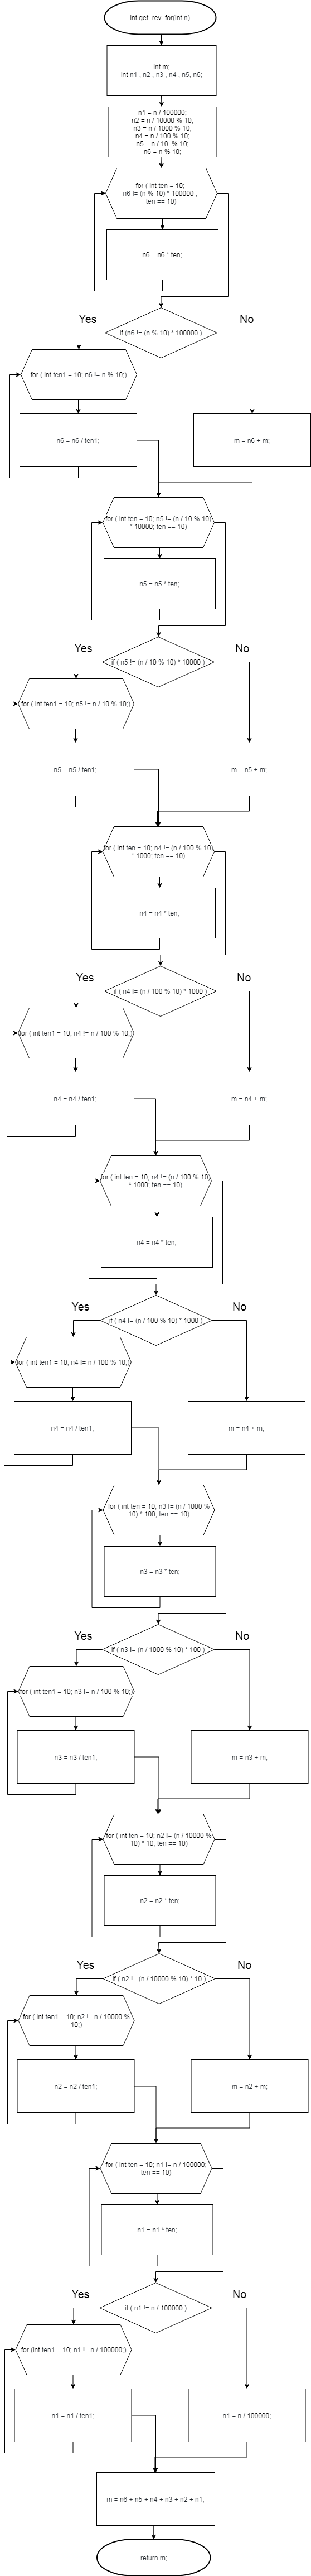 int get_rev_for(int n)
int m;
int n1 , n2 , n3 , n4 , n5, n6;
n1 = n / 100000;
n2 = n / 10000 % 10;
n3 = n / 1000 % 10;
n4 = n / 100 % 10;
n5 = n / 10  % 10;
n6 = n % 10;
for ( int ten = 10;
n6 != (n % 10) * 100000 ;
ten == 10)
n6 = n6 * ten;
Yes
No
if (n6 != (n % 10) * 100000 )
for ( int ten1 = 10; n6 != n % 10;)
n6 = n6 / ten1;
m = n6 + m;
for ( int ten = 10; n5 != (n / 10 % 10)
* 10000; ten == 10)
n5 = n5 * ten;
Yes
No
if ( n5 != (n / 10 % 10) * 10000 )
for ( int ten1 = 10; n5 != n / 10 % 10;)
n5 = n5 / ten1;
m = n5 + m;
for ( int ten = 10; n4 != (n / 100 % 10)
* 1000; ten == 10)
n4 = n4 * ten;
Yes
No
if ( n4 != (n / 100 % 10) * 1000 )
for ( int ten1 = 10; n4 != n / 100 % 10;)
n4 = n4 / ten1;
m = n4 + m;
for ( int ten = 10; n4 != (n / 100 % 10)
* 1000; ten == 10)
n4 = n4 * ten;
Yes
No
if ( n4 != (n / 100 % 10) * 1000 )
for ( int ten1 = 10; n4 != n / 100 % 10;)
n4 = n4 / ten1;
m = n4 + m;
for ( int ten = 10; n3 != (n / 1000 %
10) * 100; ten == 10)
n3 = n3 * ten;
Yes
No
if ( n3 != (n / 1000 % 10) * 100 )
for ( int ten1 = 10; n3 != n / 100 % 10;)
n3 = n3 / ten1;
m = n3 + m;
for ( int ten = 10; n2 != (n / 10000 %
10) * 10; ten == 10)
n2 = n2 * ten;
Yes
No
if ( n2 != (n / 10000 % 10) * 10 )
for ( int ten1 = 10; n2 != n / 10000 %
10;)
n2 = n2 / ten1;
m = n2 + m;
for ( int ten = 10; n1 != n / 100000;
ten == 10)
n1 = n1 * ten;
Yes
No
if ( n1 != n / 100000 )
for (int ten1 = 10; n1 != n / 100000;)
n1 = n1 / ten1;
n1 = n / 100000;
m = n6 + n5 + n4 + n3 + n2 + n1;
return m;